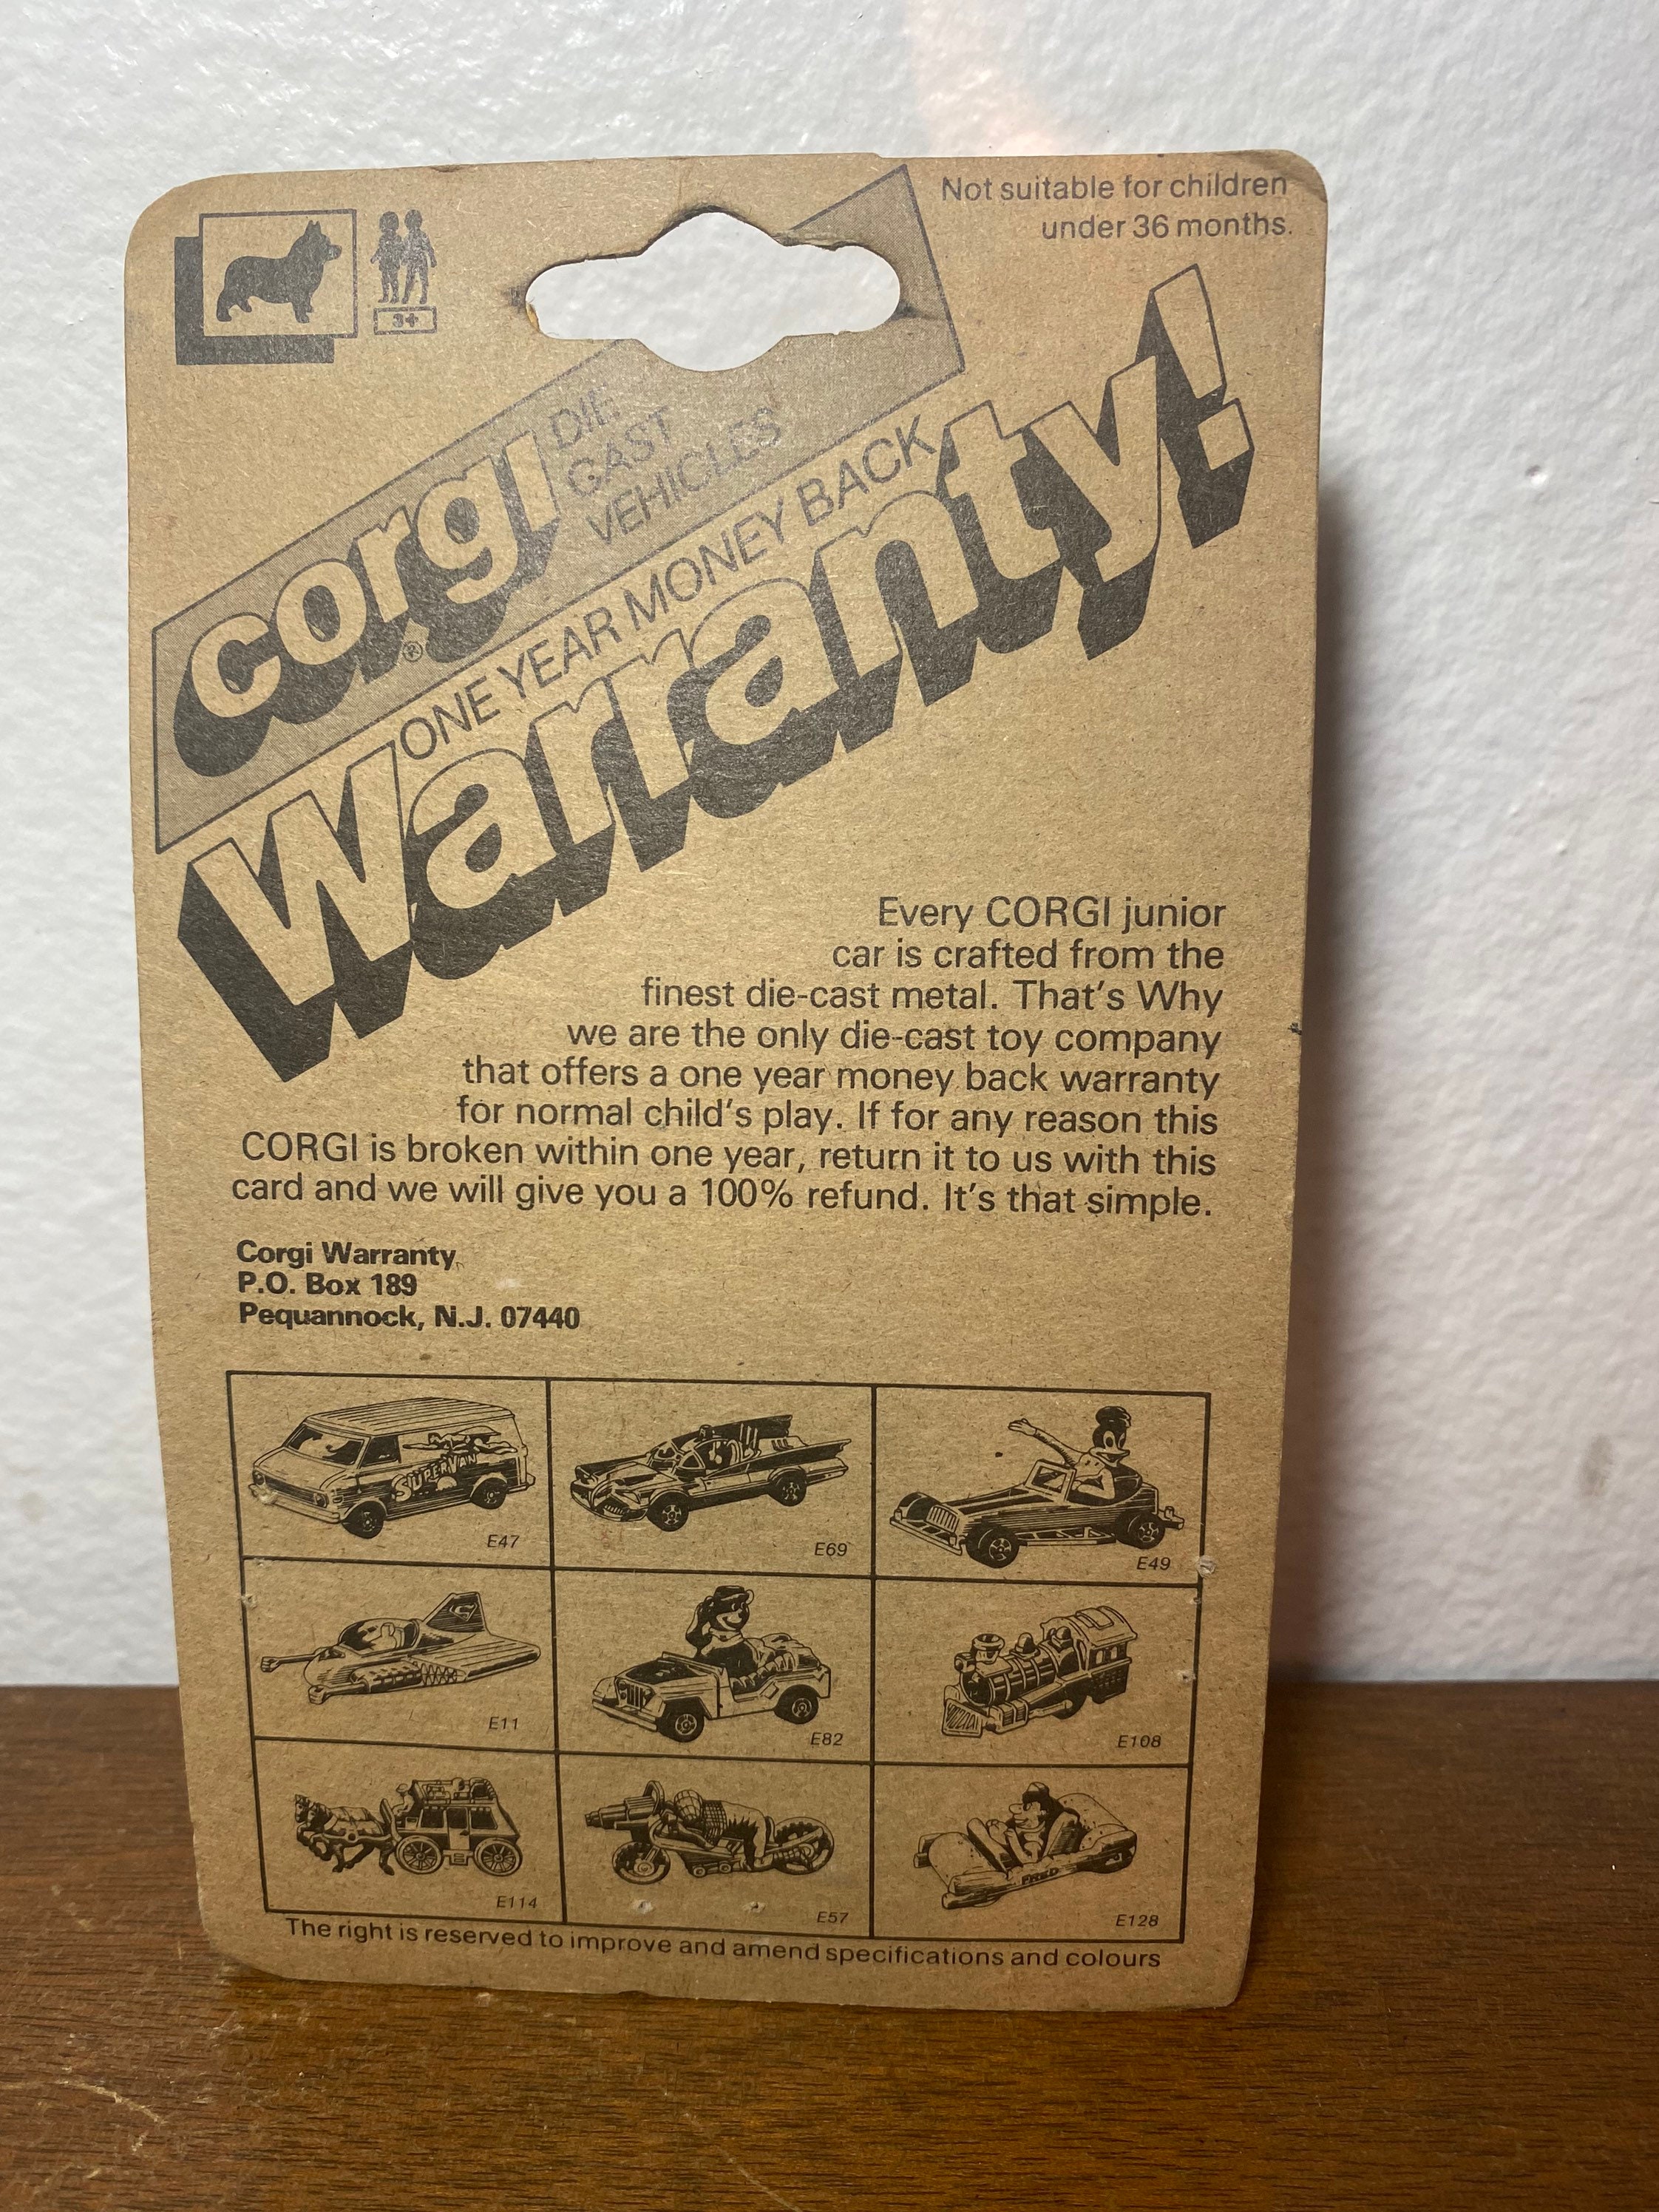 Not suitable for children
under 36 months.
3+
corgi®
DIE
CAST
VEHICLES
ONE YEAR MONEY BACK
Warranty!
Every CORGI junior
car is crafted from the
finest die-cast metal. That's Why
we are the only die-cast toy company
that offers a one year money back warranty
for normal child's play. If for any reason this
CORGI is broken within one year, return it to us with this
card and we will give you a 100% refund. It's that simple.
Corgi Warranty,
P.O. Box 189
Pequannock, N.J. 07440
SUPERVAN
E47
E69
E49
S
E11
E82
E108
E114
E57
FRED
E128
The right is reserved to improve and amend specifications and colours